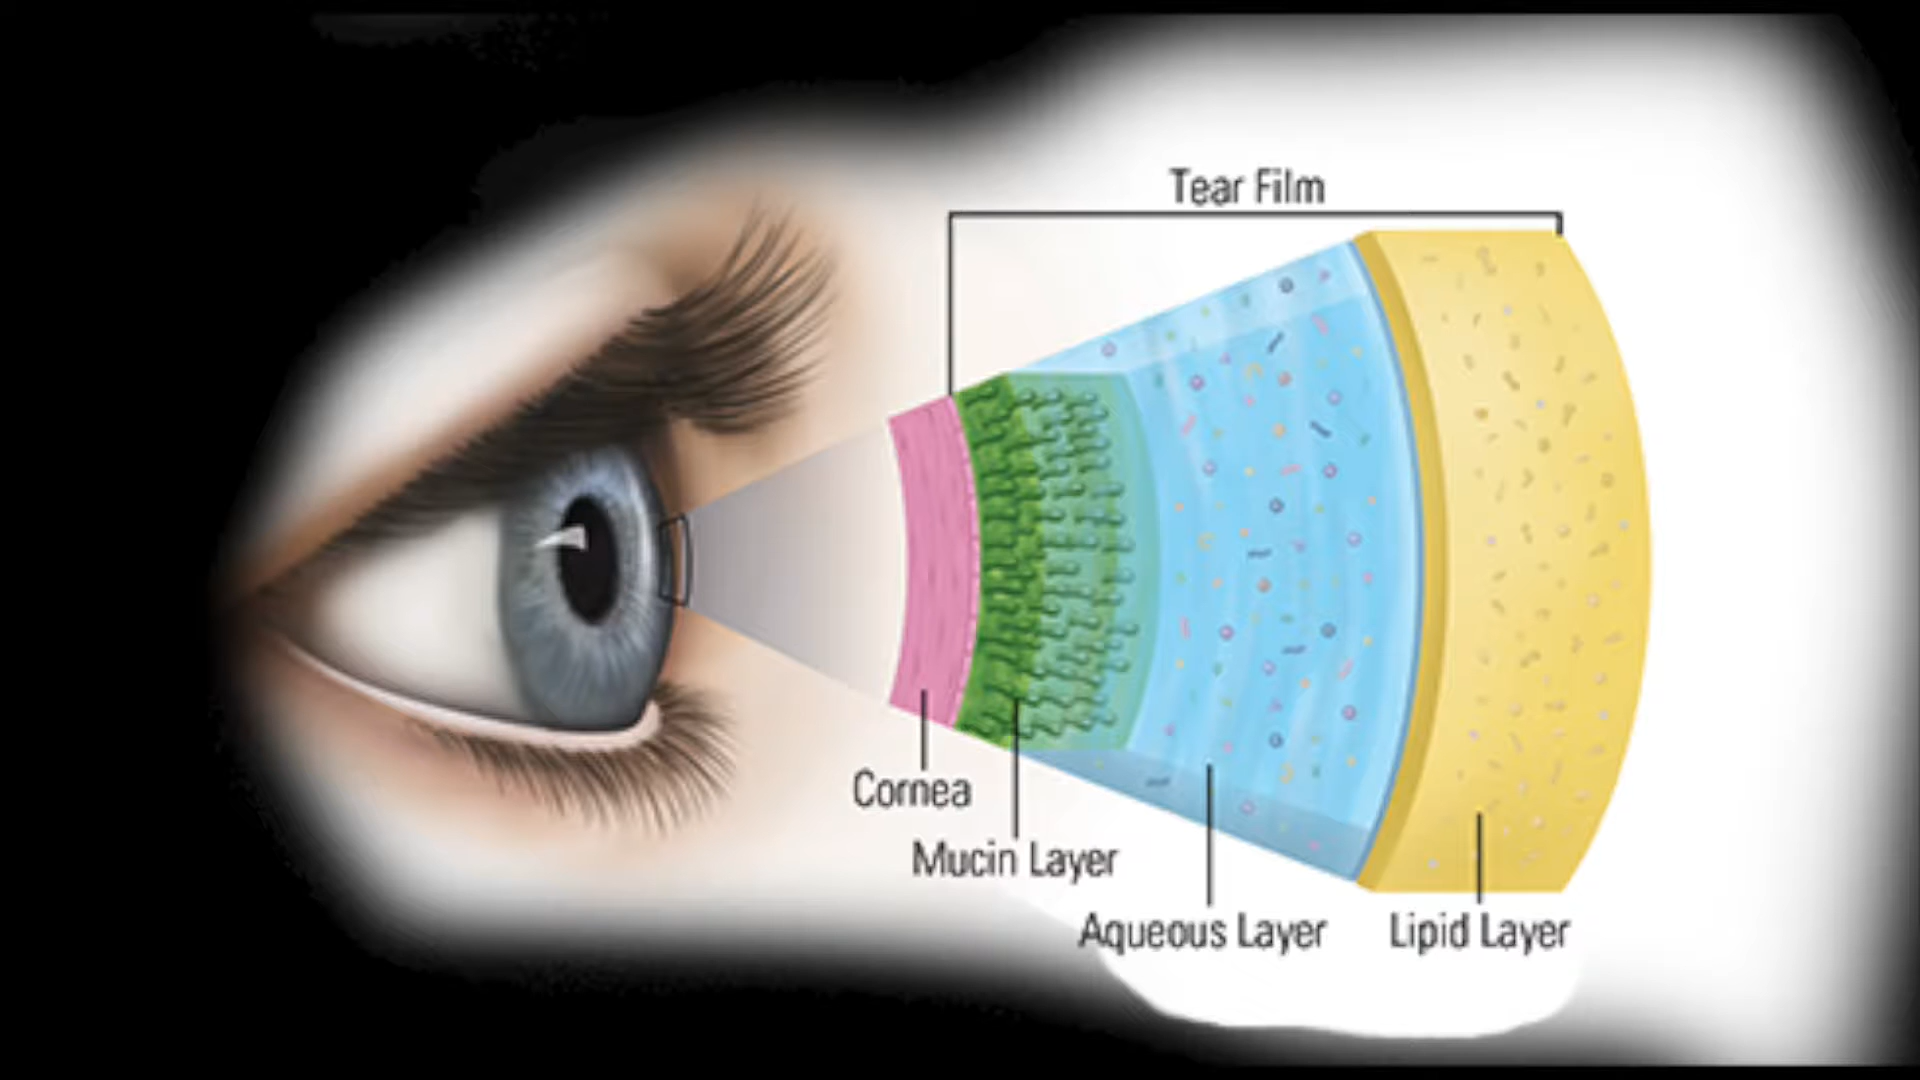 Tear Film
Cornea
Mucin Layer
Aqueous Layer
Lipid Layer